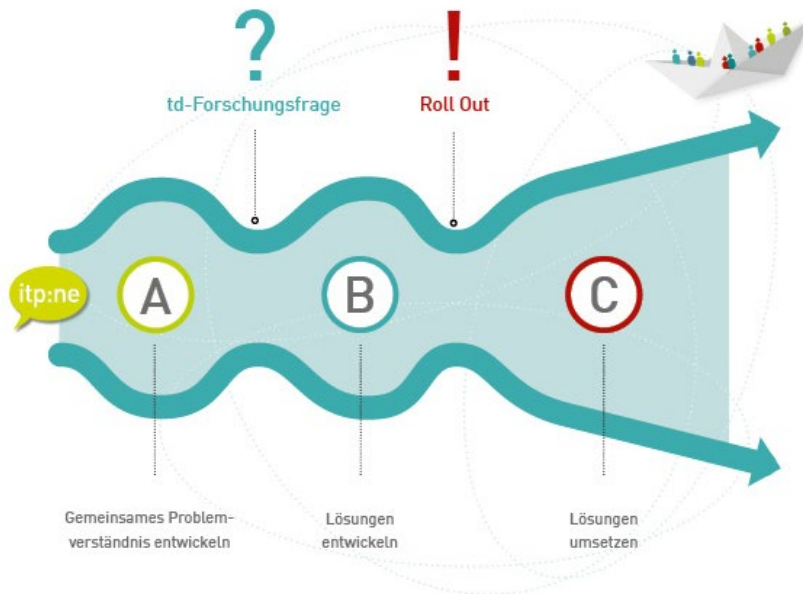 ?
!
td-Forschungsfrage
Roll Out
itp:ne
A
B
C
Gemeinsames Problem-
verständnis entwickeln
Lösungen
entwickeln
Lösungen
umsetzen